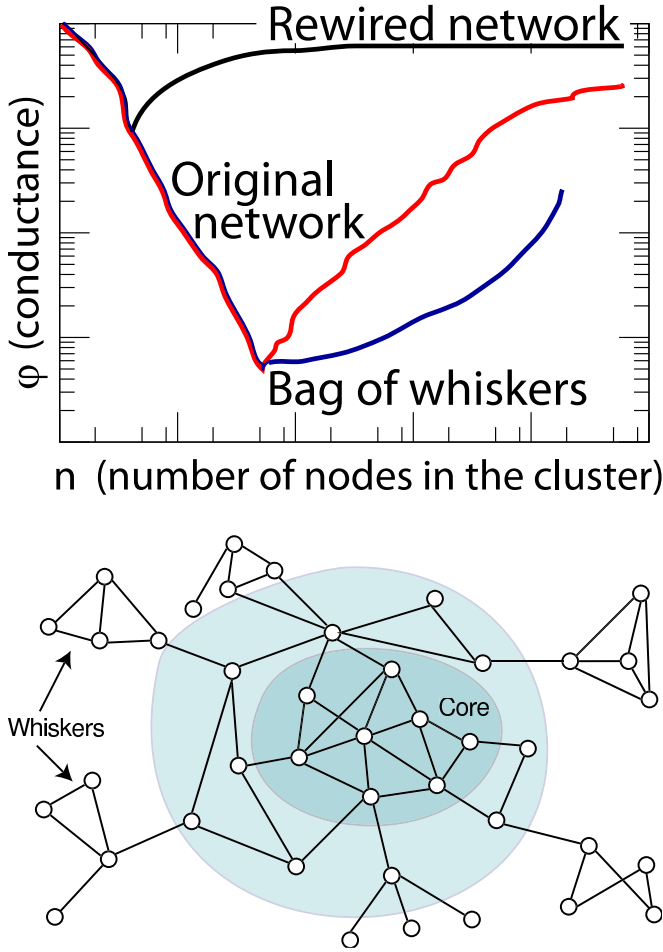 Rewired network
φ (conductance)
Original
network
Bag of whiskers
n (number of nodes in the cluster)
Core
Whiskers